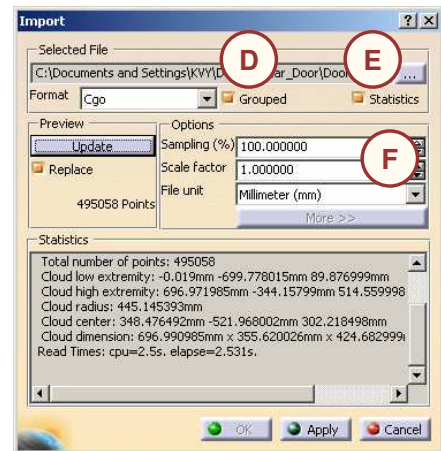 Import
Selected File
C:\Documents and Settings\KVY\D ar_Door\Doo ...
D
E
Format Cgo Grouped Statistics
Preview
Options
Update
Sampling (%) 100.000000
F
Replace
Scale factor 1.000000
495058 Points
File unit Millimeter (mm)
More >>
Statistics
Total number of points: 495058
Cloud low extremity: -0.019mm -699.778015mm 89.876999mm
Cloud high extremity: 696.971985mm -344.15799mm 514.559998
Cloud radius: 445.145393mm
Cloud center: 348.476492mm -521.968002mm 302.218498mm
Cloud dimension: 696.990985mm x 355.620026mm x 424.682999
Read Times: cpu=2.5s. elapse=2.531s.
OK Apply Cancel